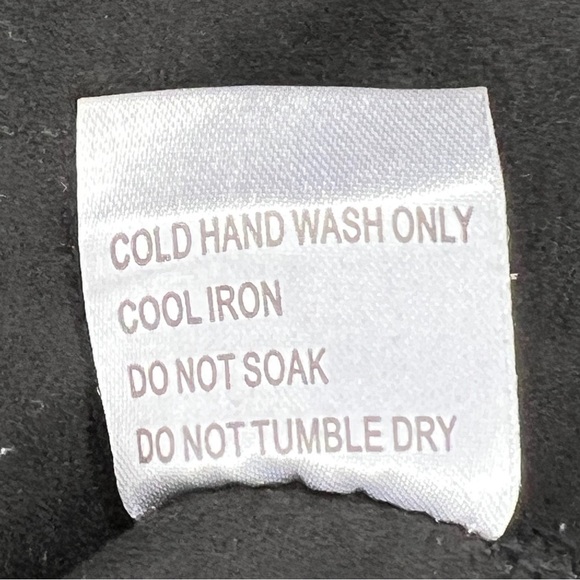 COLD HAND WASH ONLY
COOL IRON
DO NOT SOAK
DO NOT TUMBLE DRY